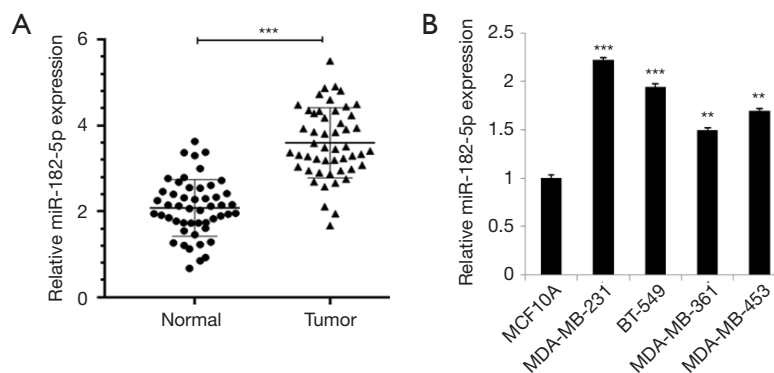 A
Relative miR-182-5p expression
6
4
2
0
***
Normal
Tumor
B
Relative miR-182-5p expression
2.5
2
1.5
1
0.5
0
***
***
**
**
MCF10A
MDA-MB-231
BT-549
MDA-MB-361
MDA-MB-453